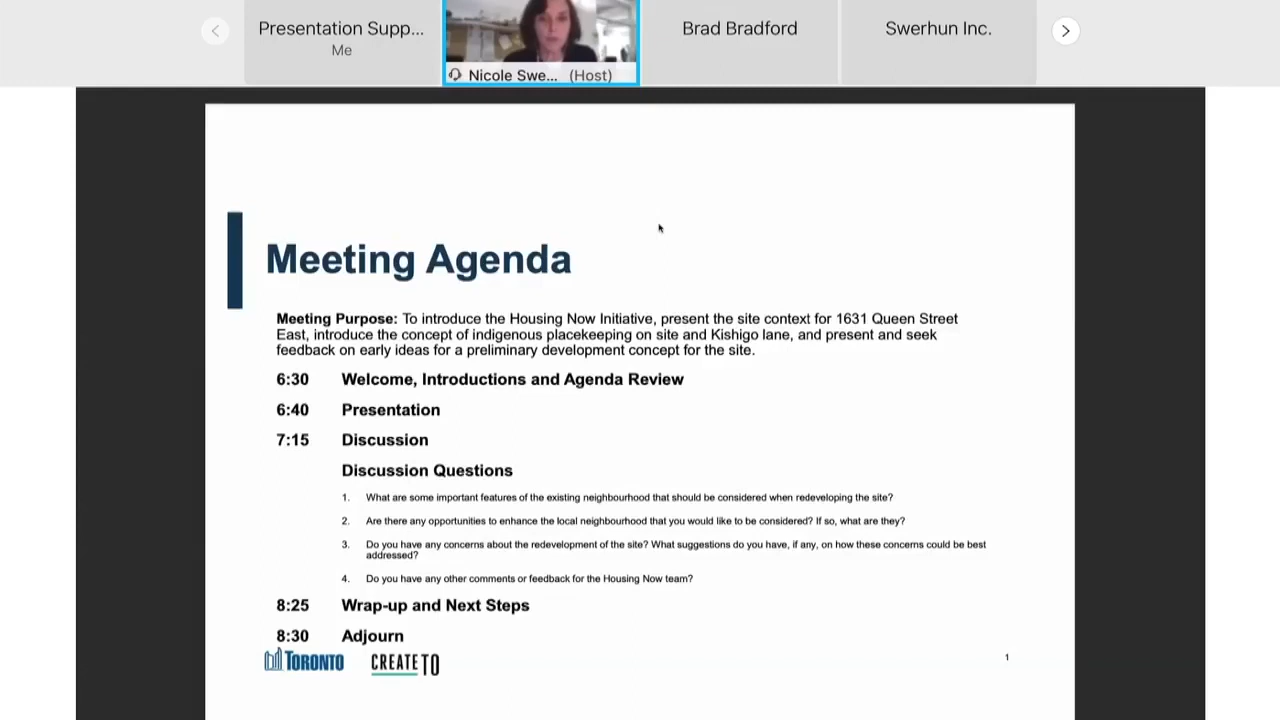 Presentation Supp...
Me
Nicole Swe... (Host)
Brad Bradford
Swerhun Inc.
Meeting Agenda
Meeting Purpose: To introduce the Housing Now Initiative, present the site context for 1631 Queen Street
East, introduce the concept of indigenous placekeeping on site and Kishigo lane, and present and seek
feedback on early ideas for a preliminary development concept for the site.
6:30 Welcome, Introductions and Agenda Review
6:40 Presentation
7:15 Discussion
Discussion Questions
1. What are some important features of the existing neighbourhood that should be considered when redeveloping the site?
2. Are there any opportunities to enhance the local neighbourhood that you would like to be considered? If so, what are they?
3. Do you have any concerns about the redevelopment of the site? What suggestions do you have, if any, on how these concerns could be best
addressed?
4. Do you have any other comments or feedback for the Housing Now team?
8:25 Wrap-up and Next Steps
8:30 Adjourn
TORONTO CREATETO
1